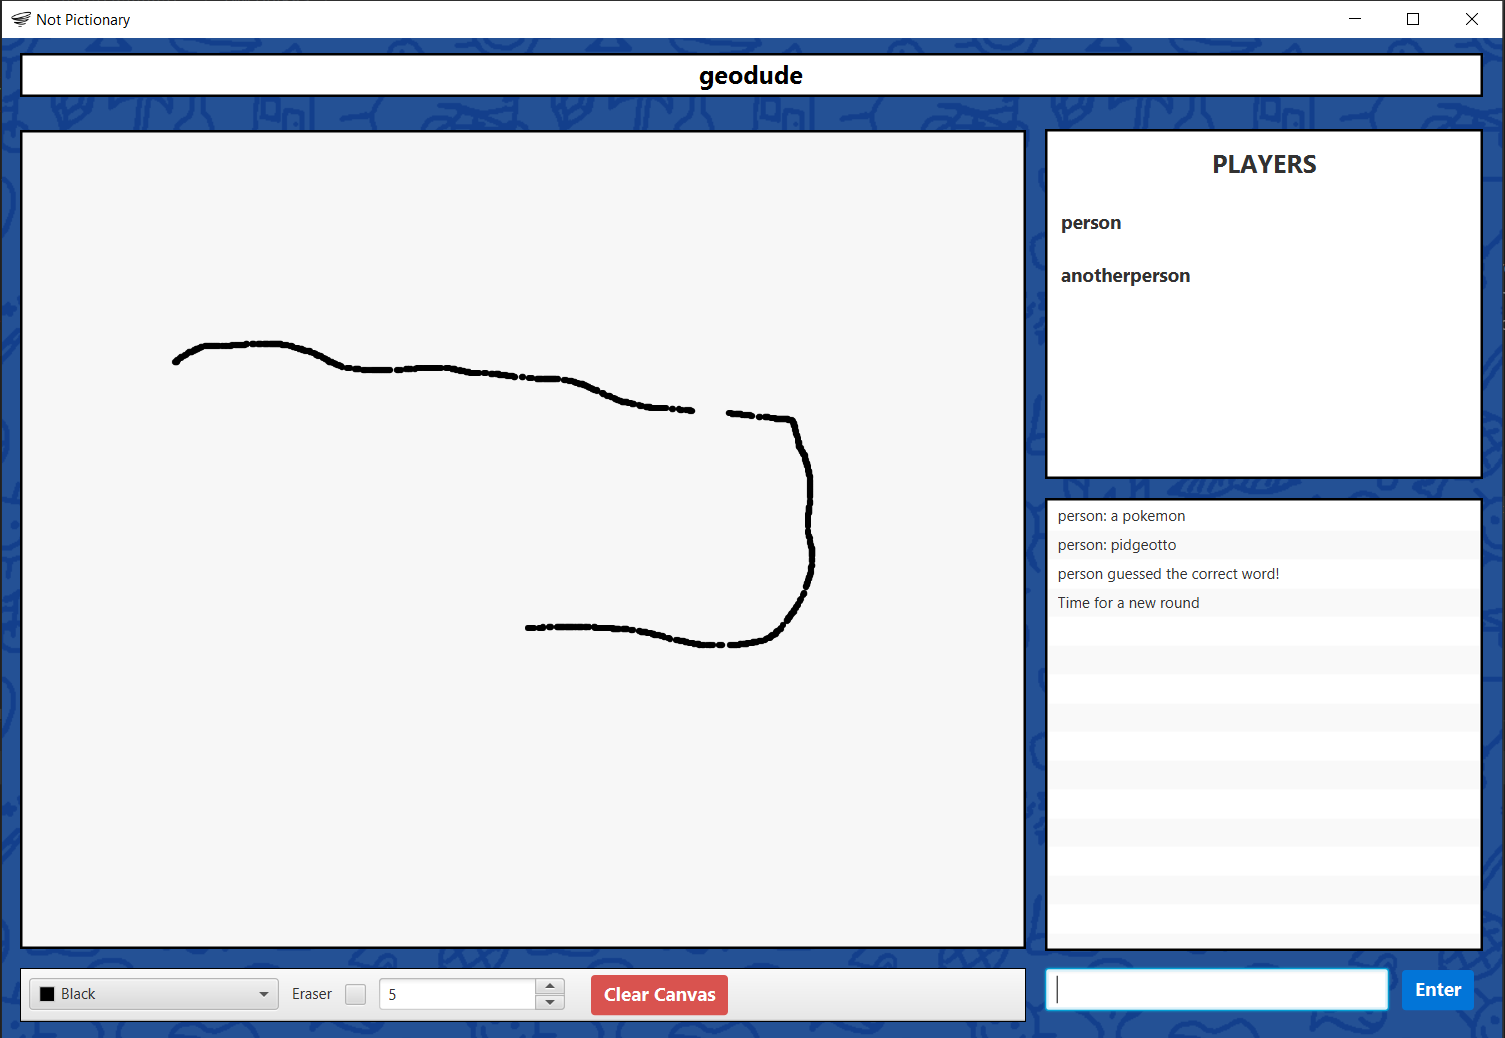 Not Pictionary
geodude
PLAYERS
person
anotherperson
person: a pokemon
person: pidgeotto
person guessed the correct word!
Time for a new round
Black
Eraser
5
Clear Canvas
Enter